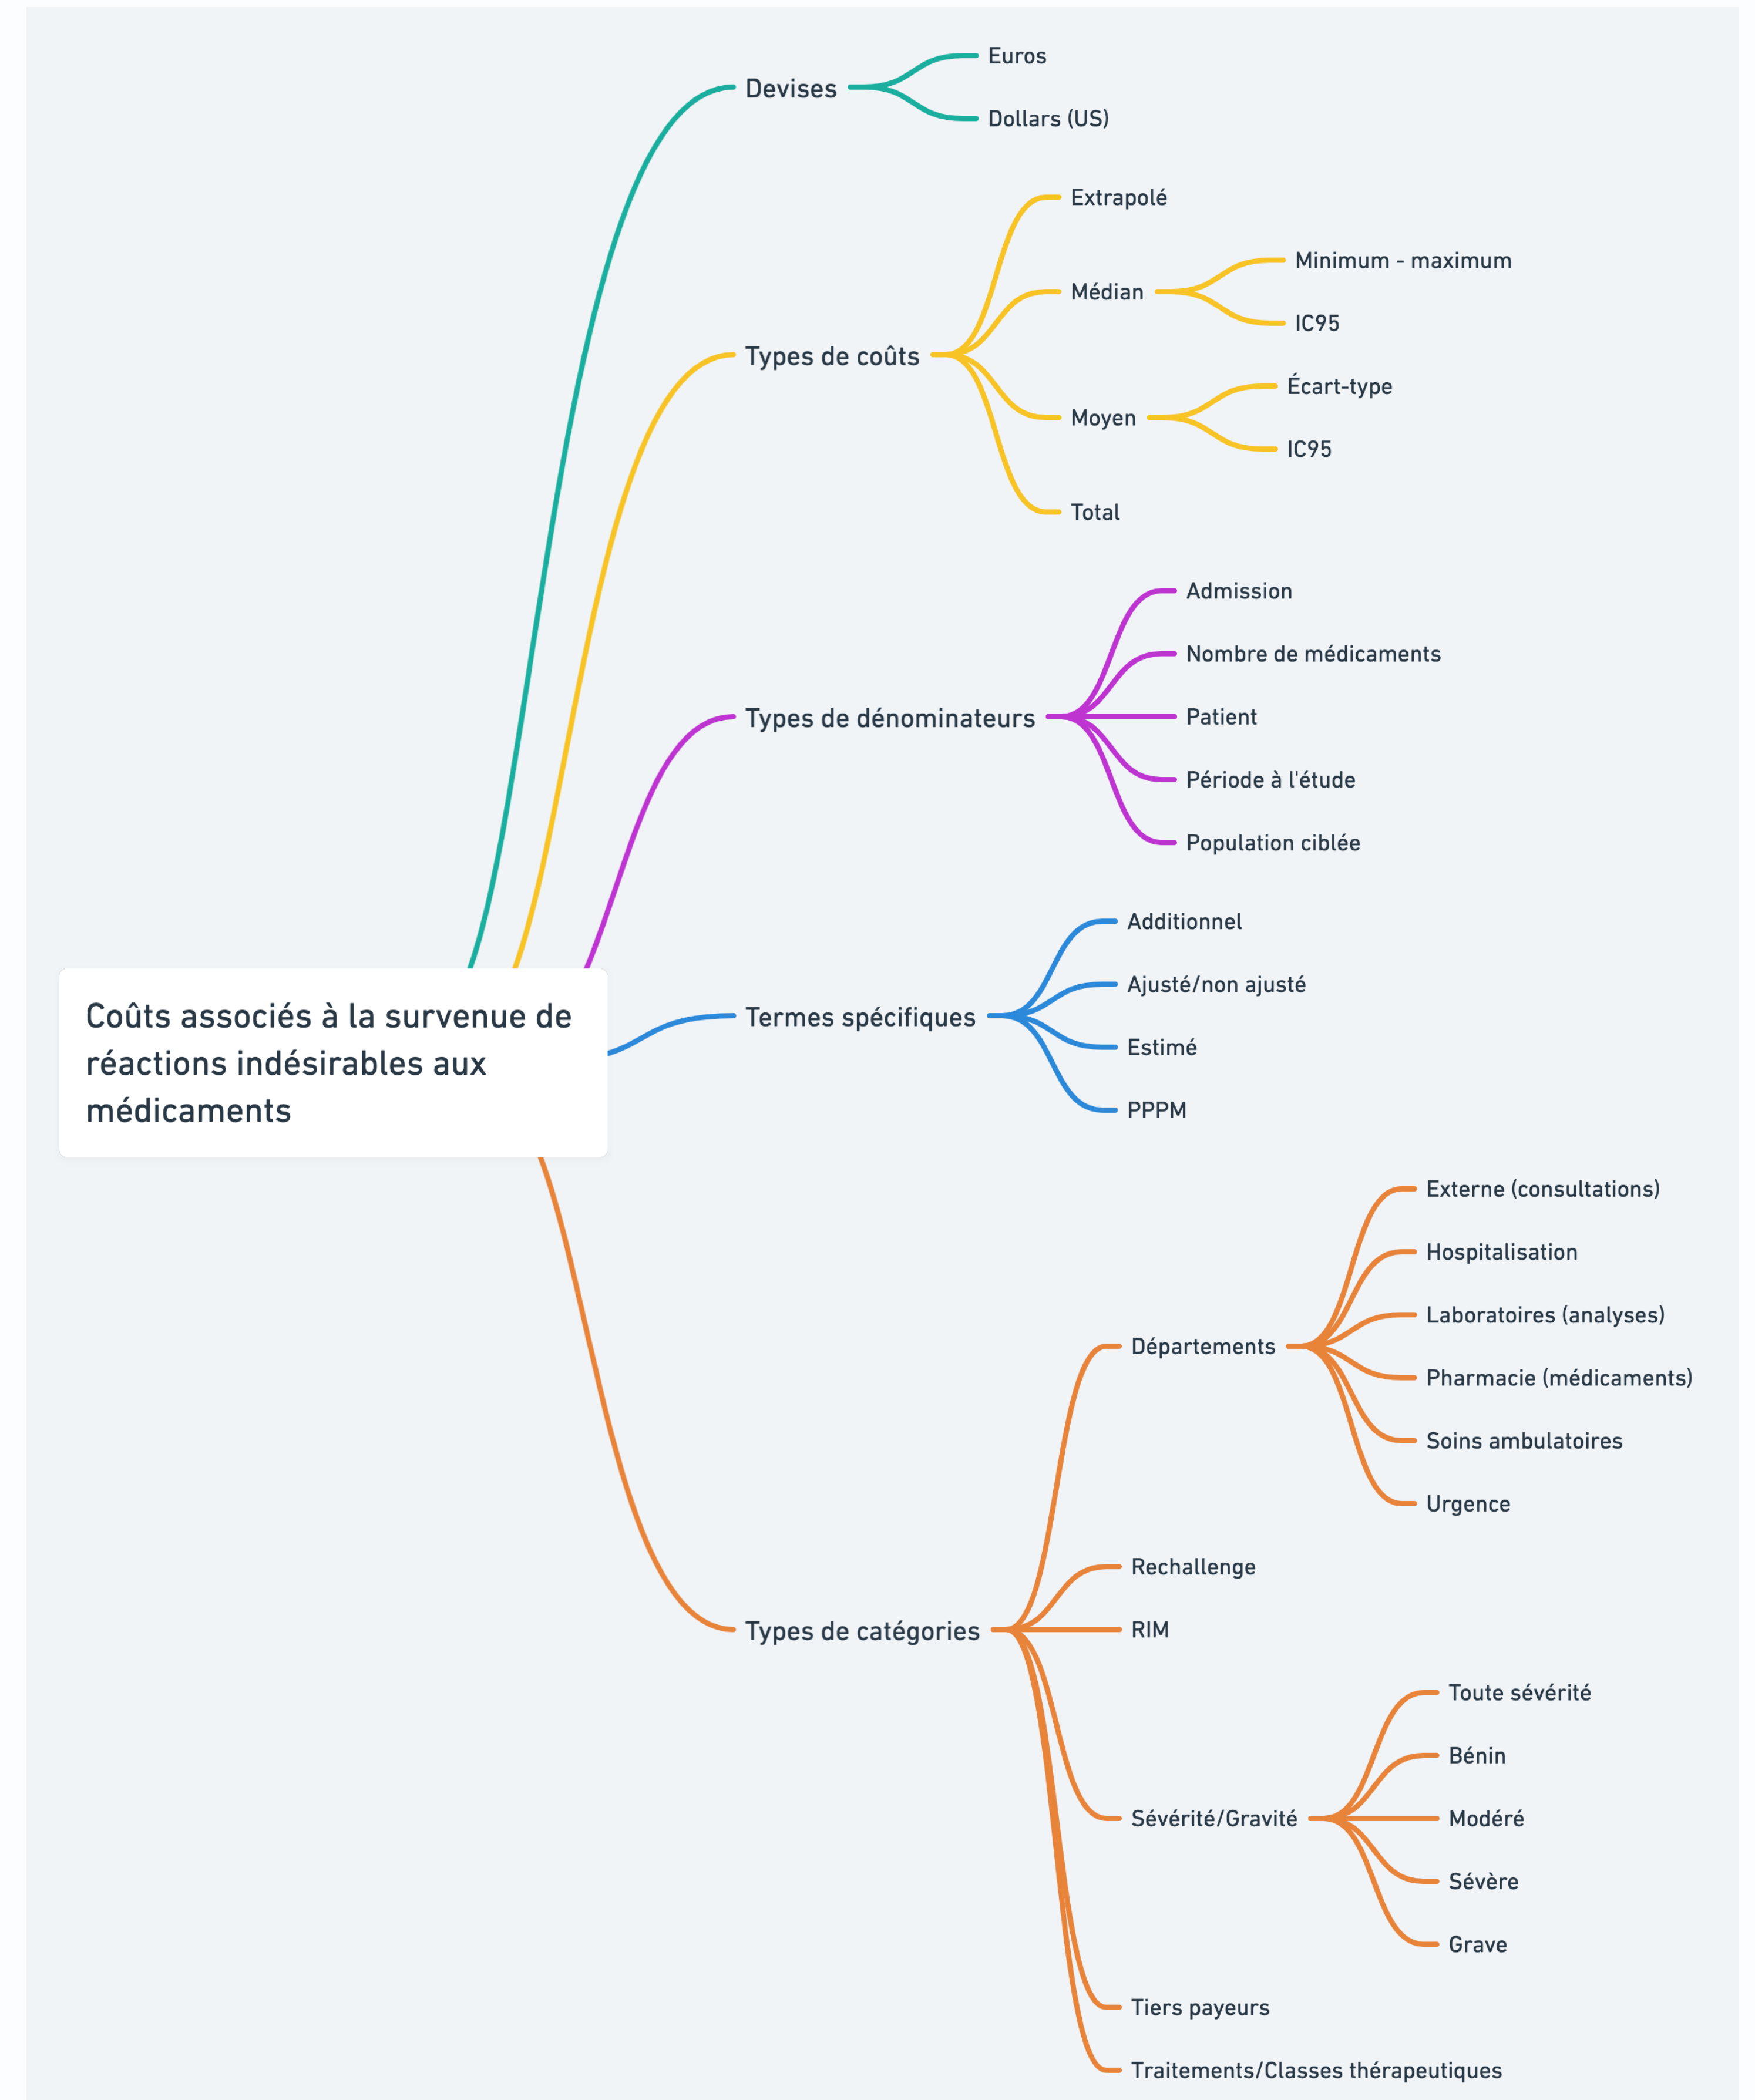 Coûts associés à la survenue de
réactions indésirables aux
médicaments
Devises
Euros
Dollars (US)
Types de coûts
Extrapolé
Médian
Minimum - maximum
IC95
Moyen
Écart-type
IC95
Total
Types de dénominateurs
Admission
Nombre de médicaments
Patient
Période à l'étude
Population ciblée
Termes spécifiques
Additionnel
Ajusté/non ajusté
Estimé
PPPM
Types de catégories
Départements
Externe (consultations)
Hospitalisation
Laboratoires (analyses)
Pharmacie (médicaments)
Soins ambulatoires
Urgence
Rechallenge
RIM
Sévérité/Gravité
Toute sévérité
Bénin
Modéré
Sévère
Grave
Tiers payeurs
Traitements/Classes thérapeutiques